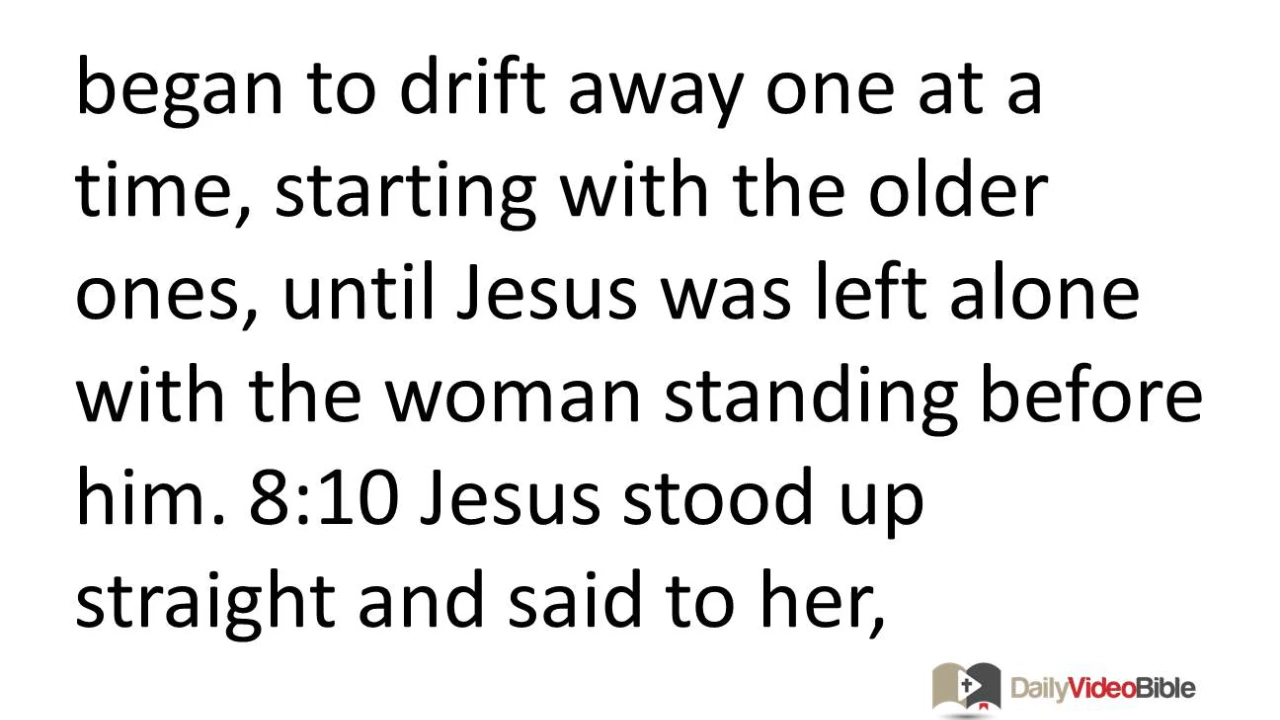 began to drift away one at a
time, starting with the older
ones, until Jesus was left alone
with the woman standing before
him. 8:10 Jesus stood up
straight and said to her,
DailyVideoBible